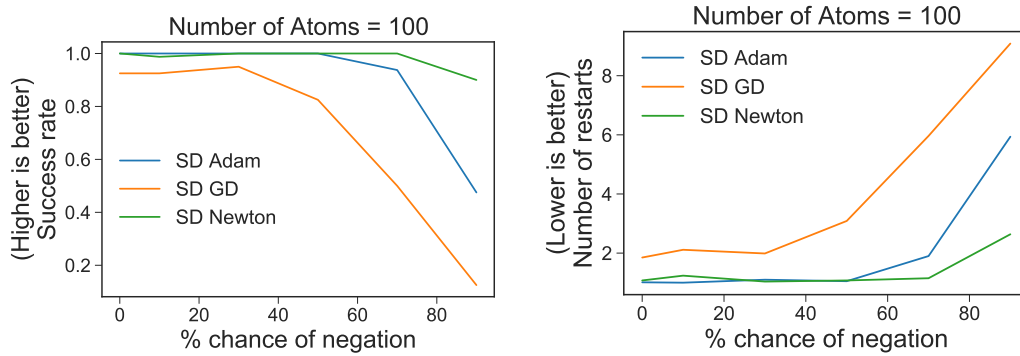 Number of Atoms = 100
(Higher is better)
Success rate
1.0
0.8
0.6
0.4
0.2
SD Adam
SD GD
SD Newton
0 20 40 60 80
% chance of negation
Number of Atoms = 100
(Lower is better)
Number of restarts
8
6
4
2
SD Adam
SD GD
SD Newton
0 20 40 60 80
% chance of negation